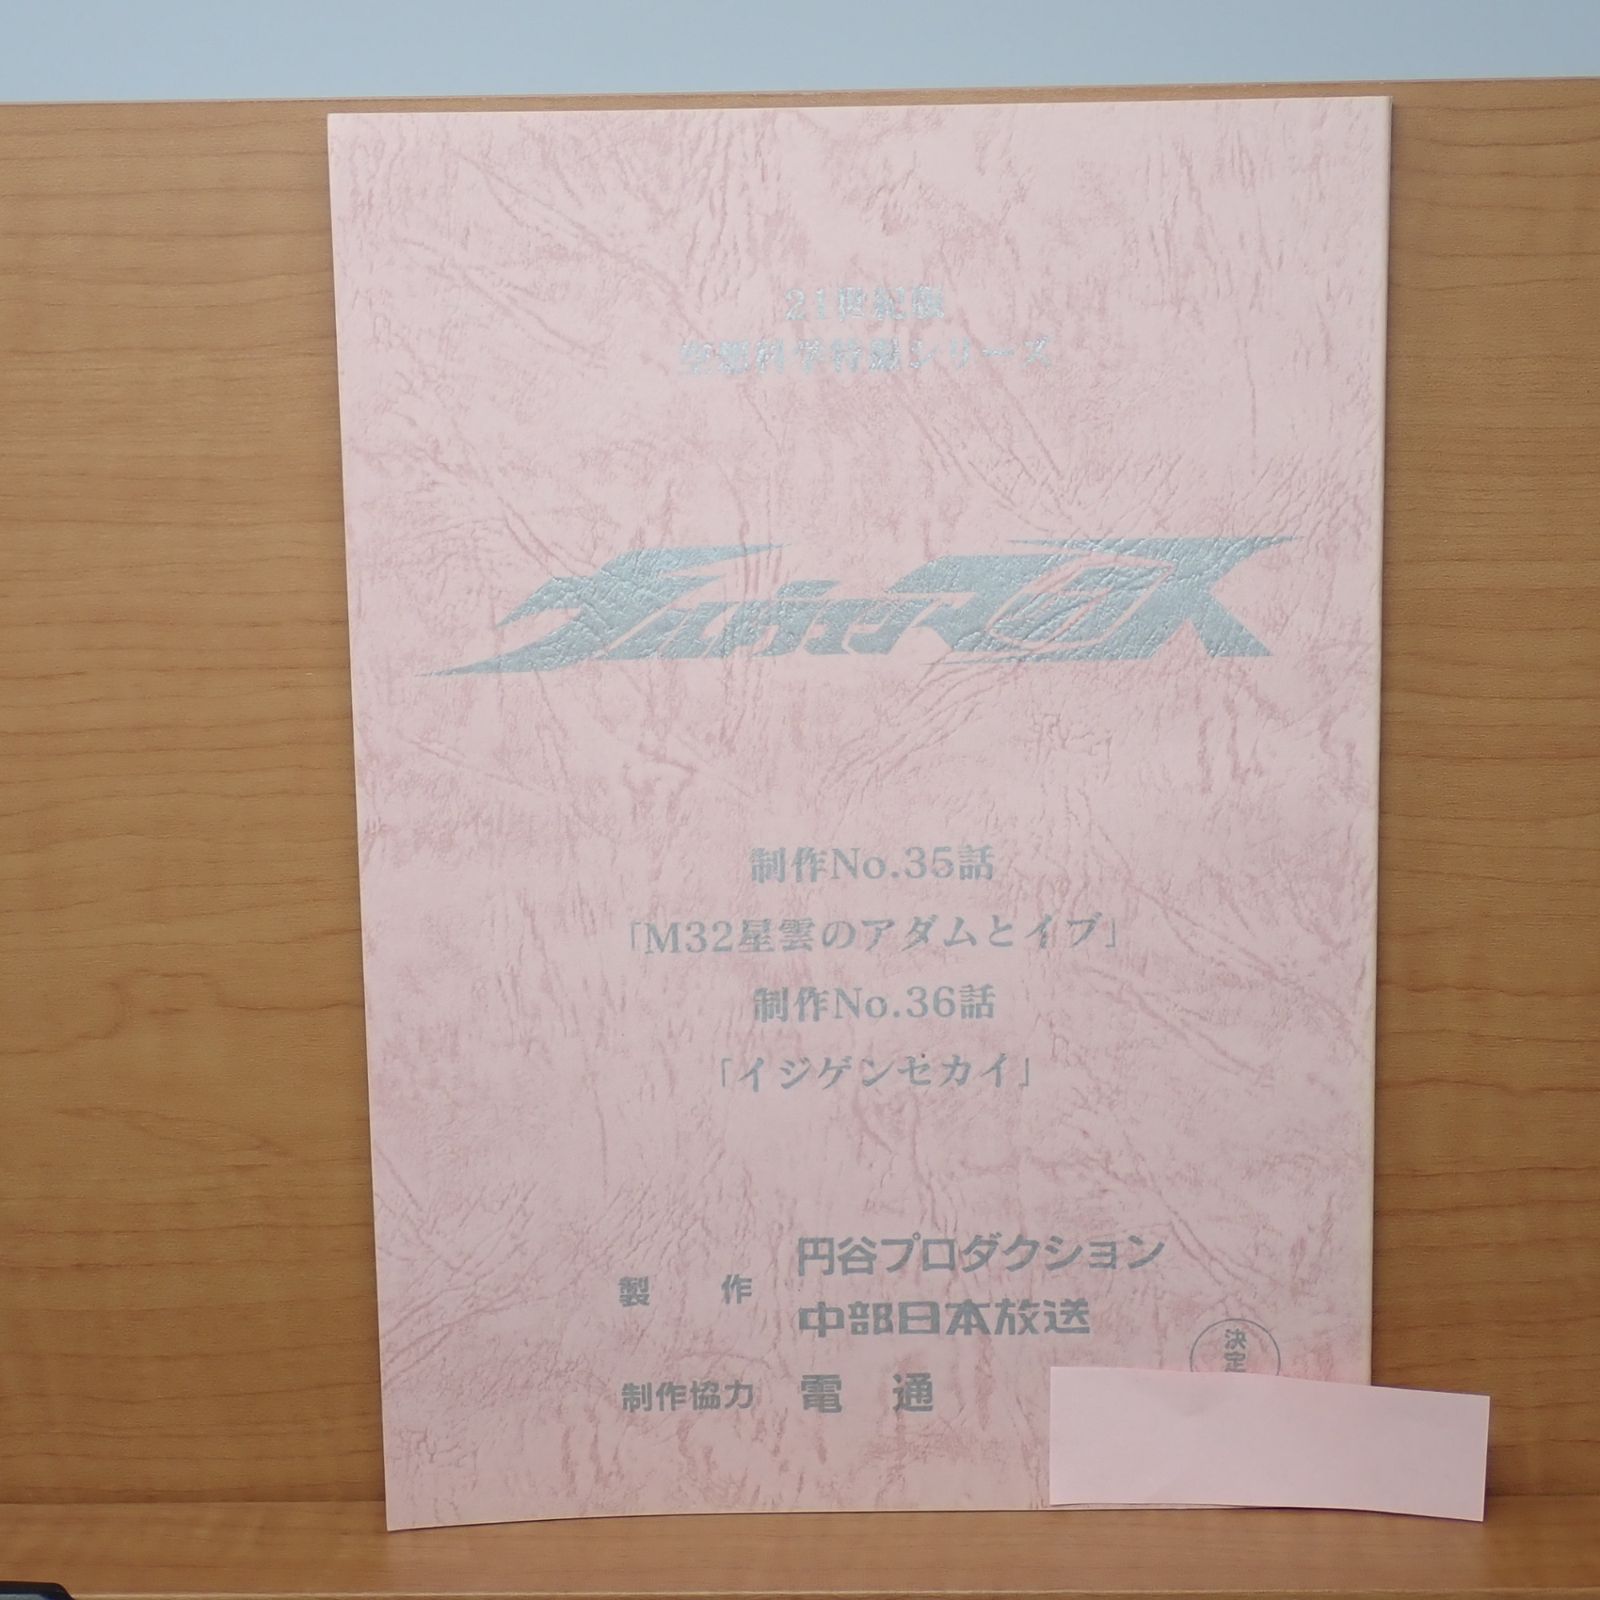 21世紀版
空想科学特撮シリーズ
ウルトラマンマックス
制作No.35話
「M32星雲のアダムとイブ」
制作No.36話
「イジゲンセカイ」
製作 円谷プロダクション
中部日本放送
制作協力 電通
決定